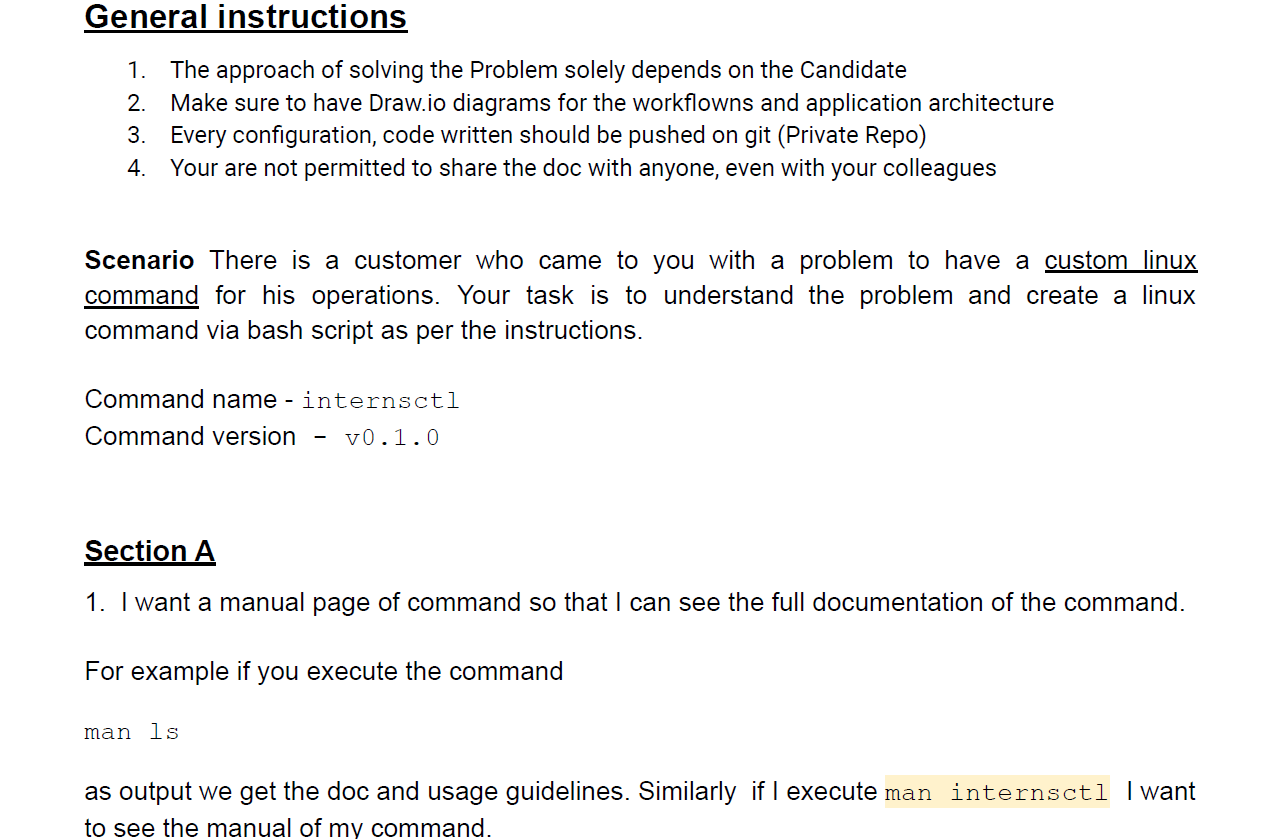 General instructions
1. The approach of solving the Problem solely depends on the Candidate
2. Make sure to have Draw.io diagrams for the workflowns and application architecture
3. Every configuration, code written should be pushed on git (Private Repo)
4. Your are not permitted to share the doc with anyone, even with your colleagues
Scenario There is a customer who came to you with a problem to have a custom linux
command for his operations. Your task is to understand the problem and create a linux
command via bash script as per the instructions.
Command name - internsctl
Command version - v0.1.0
Section A
1. I want a manual page of command so that I can see the full documentation of the command.
For example if you execute the command
man ls
as output we get the doc and usage guidelines. Similarly if I execute man internsctl I want
to see the manual of my command.